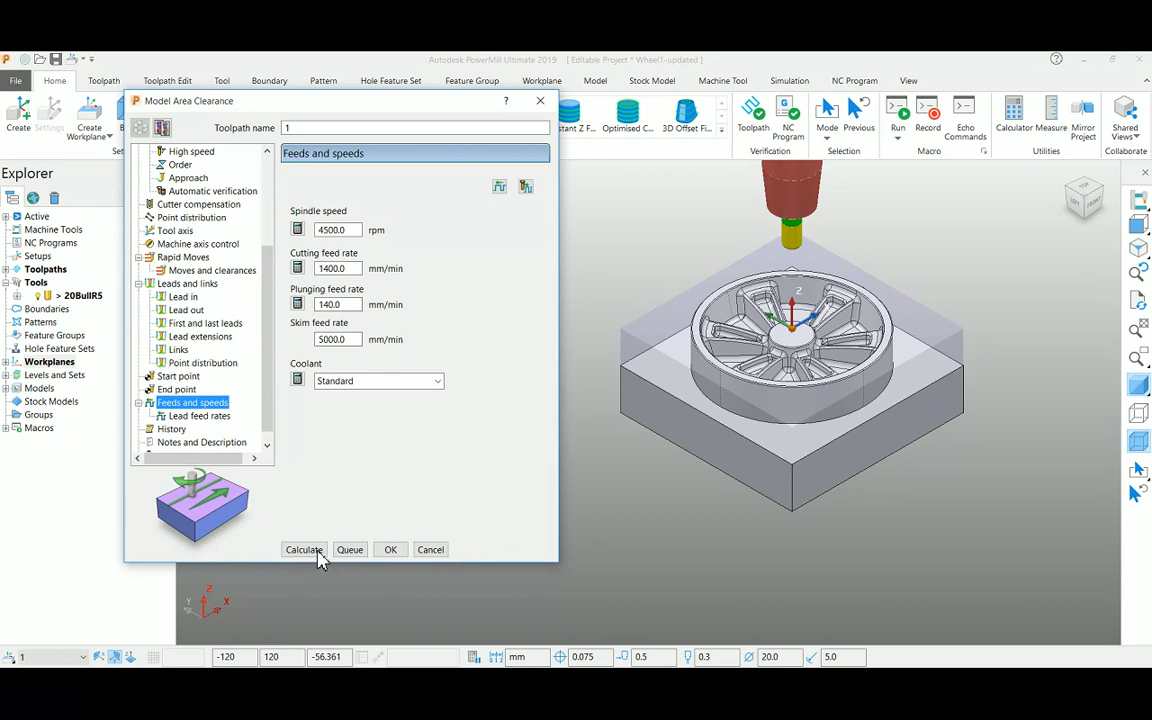 Autodesk PowerMill Ultimate 2019 [ Editable Project * Wheel1-updated ]
File Home Toolpath Toolpath Edit Tool Boundary Pattern Hole Feature Set Feature Group Workplane Model Stock Model Machine Tool Simulation NC Program View
Create Settings Create Workplane
Optimised C... 3D Offset Fi...
Toolpath NC Program Mode Previous Run Record Echo Commands Calculator Measure Mirror Project Shared Views
Verification Selection Macro Utilities Collaborate
Model Area Clearance
Toolpath name 1
Explorer
Active
Machine Tools
NC Programs
Setups
Toolpaths
Tools
> 20BullR5
Boundaries
Patterns
Feature Groups
Hole Feature Sets
Workplanes
Levels and Sets
Models
Stock Models
Groups
Macros
High speed
Order
Approach
Automatic verification
Cutter compensation
Point distribution
Tool axis
Machine axis control
Rapid Moves
Moves and clearances
Leads and links
Lead in
Lead out
First and last leads
Lead extensions
Links
Point distribution
Start point
End point
Feeds and speeds
Lead feed rates
History
Notes and Description
Feeds and speeds
Spindle speed
4500.0 rpm
Cutting feed rate
1400.0 mm/min
Plunging feed rate
140.0 mm/min
Skim feed rate
5000.0 mm/min
Coolant
Standard
Calculate Queue OK Cancel
Z
TOP
LEFT FRONT
Z
Y X
1 -120 120 -56.361 mm 0.075 0.5 0.3 20.0 5.0